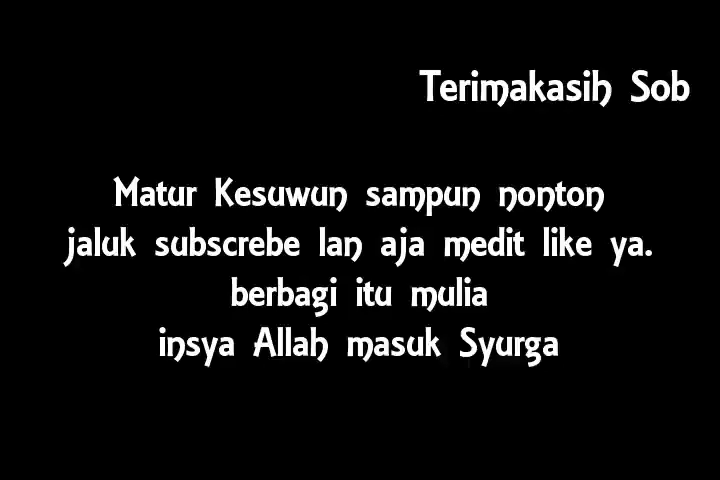 Terimakasih Sob
Matur Kesuwun sampun nonton
jaluk subscrebe lan aja medit like ya.
berbagi itu mulia
insya Allah masuk Syurga